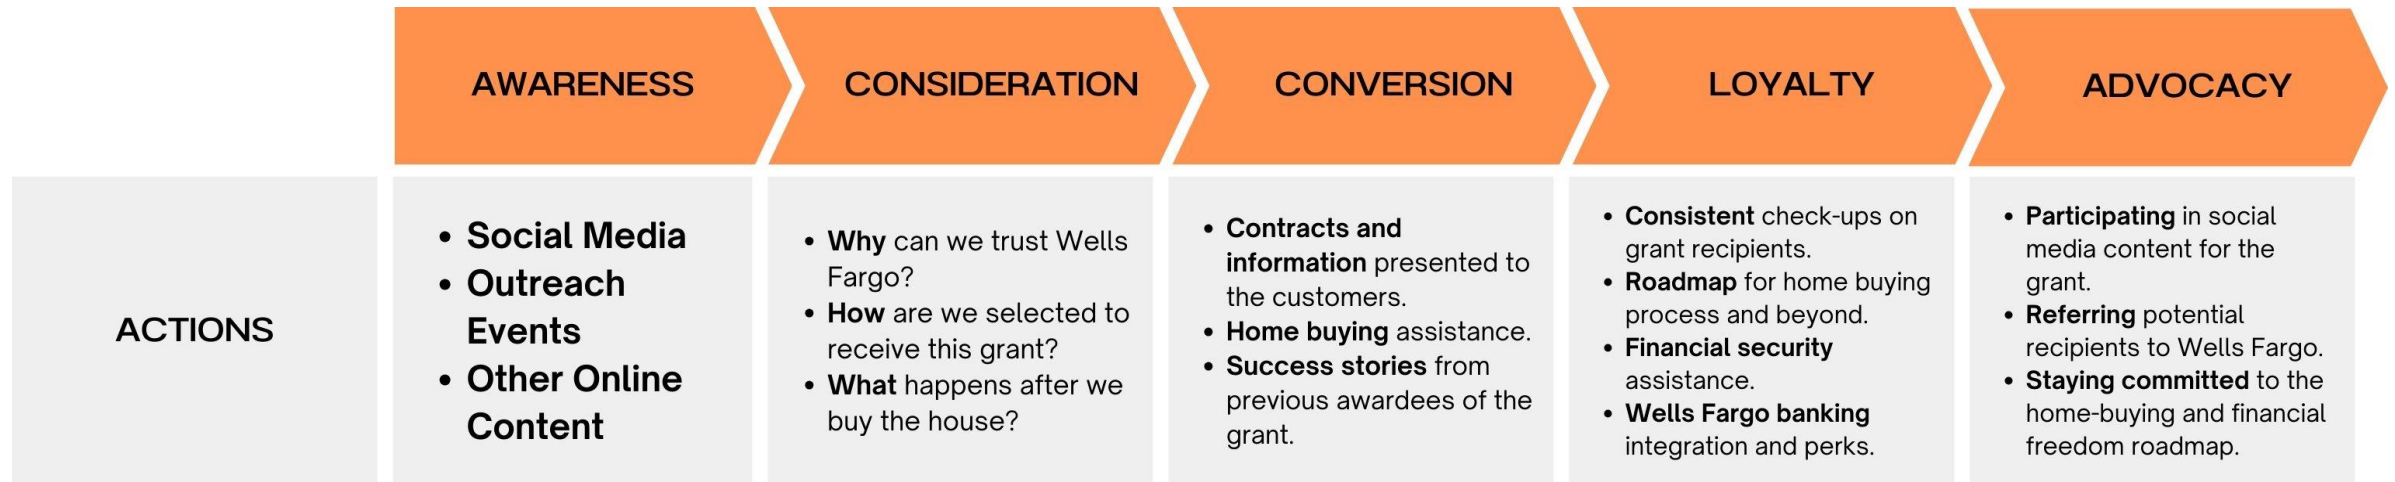 AWARENESS
CONSIDERATION
CONVERSION
LOYALTY
ADVOCACY
ACTIONS
• Social Media
• Outreach
Events
• Other Online
Content
• Why can we trust Wells
Fargo?
• How are we selected to
receive this grant?
• What happens after we
buy the house?
• Contracts and
information presented to
the customers.
• Home buying assistance.
• Success stories from
previous awardees of the
grant.
• Consistent check-ups on
grant recipients.
• Roadmap for home buying
process and beyond.
• Financial security
assistance.
• Wells Fargo banking
integration and perks.
• Participating in social
media content for the
grant.
• Referring potential
recipients to Wells Fargo.
• Staying committed to the
home-buying and financial
freedom roadmap.